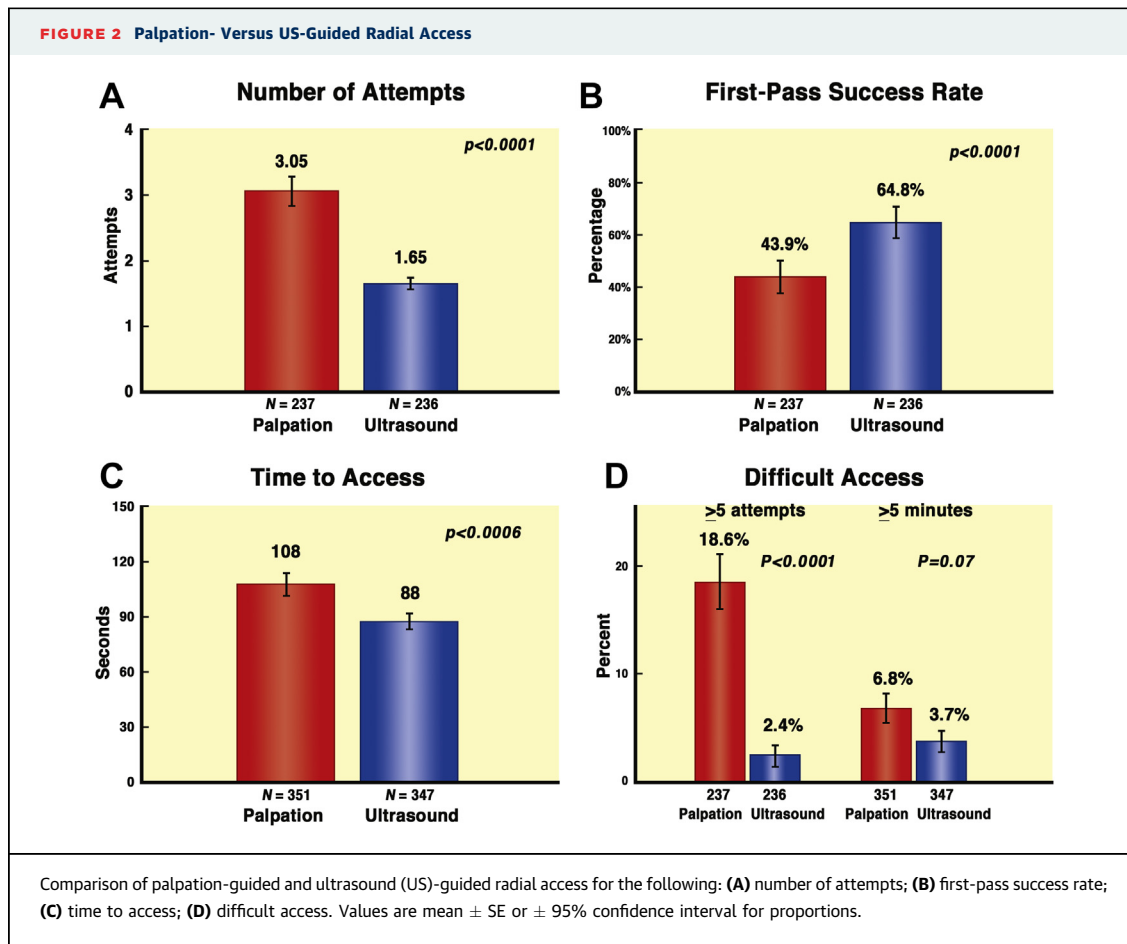 FIGURE 2 Palpation- Versus US-Guided Radial Access
A Number of Attempts
4
3
2
1
0
Attempts
p<0.0001
3.05
1.65
N = 237 N = 236
Palpation Ultrasound
B First-Pass Success Rate
100%
80%
60%
40%
20%
0%
Percentage
p<0.0001
43.9%
64.8%
N = 237 N = 236
Palpation Ultrasound
C Time to Access
150
120
90
60
30
0
Seconds
p<0.0006
108
88
N = 351 N = 347
Palpation Ultrasound
D Difficult Access
≥5 attempts ≥5 minutes
20
10
0
Percent
18.6%
P<0.0001 P=0.07
2.4%
6.8%
3.7%
237 236 351 347
Palpation Ultrasound Palpation Ultrasound
Comparison of palpation-guided and ultrasound (US)-guided radial access for the following: (A) number of attempts; (B) first-pass success rate;
(C) time to access; (D) difficult access. Values are mean ± SE or ± 95% confidence interval for proportions.